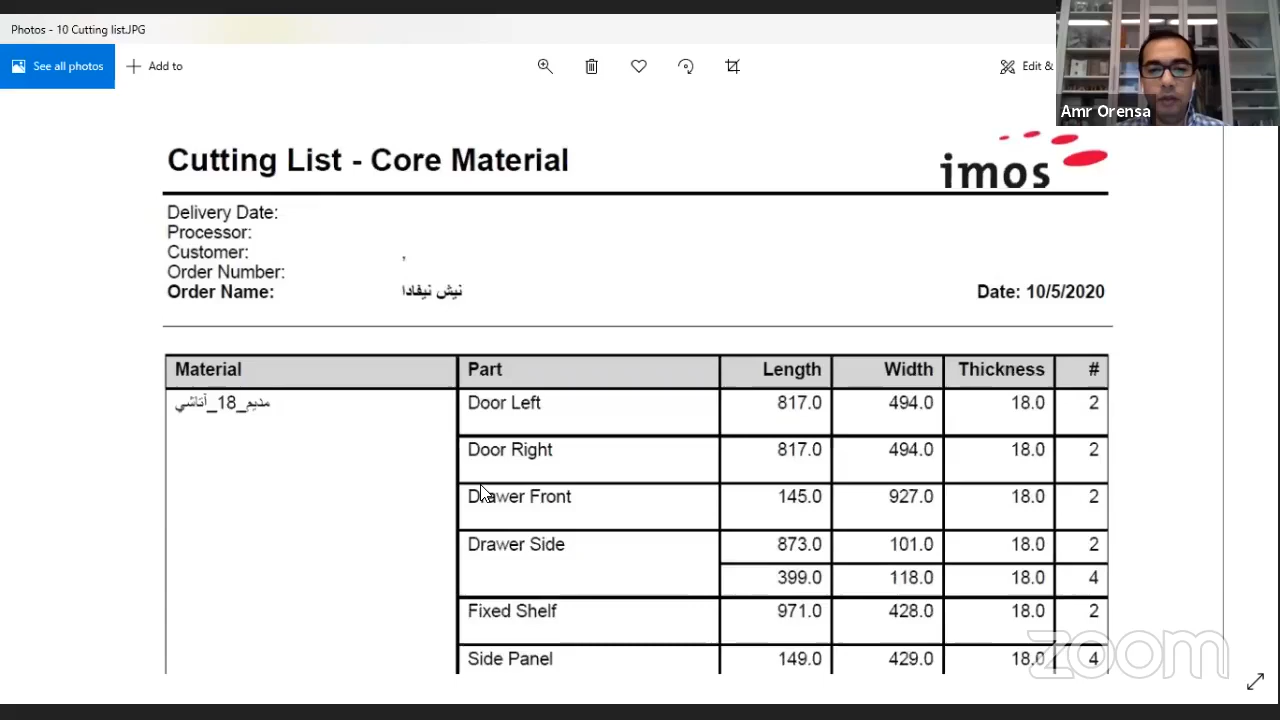 Photos - 10 Cutting list.JPG
See all photos
Add to
Edit &
Amr Orensa
Cutting List - Core Material
imos
Delivery Date:
Processor:
Customer: ,
Order Number:
Order Name: نيش نيفادا Date: 10/5/2020
Material Part Length Width Thickness #
مديم_18_أتاشي Door Left 817.0 494.0 18.0 2
Door Right 817.0 494.0 18.0 2
Drawer Front 145.0 927.0 18.0 2
Drawer Side 873.0 101.0 18.0 2
399.0 118.0 18.0 4
Fixed Shelf 971.0 428.0 18.0 2
Side Panel 149.0 429.0 18.0 4
zoom